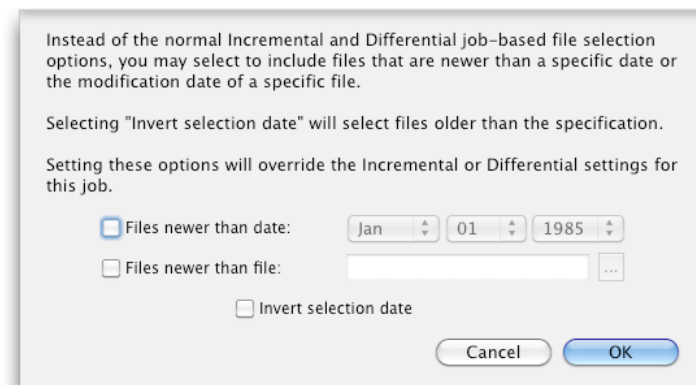 Instead of the normal Incremental and Differential job-based file selection
options, you may select to include files that are newer than a specific date or
the modification date of a specific file.
Selecting "Invert selection date" will select files older than the specification.
Setting these options will override the Incremental or Differential settings for
this job.
Files newer than date: Jan 01 1985
Files newer than file: ...
Invert selection date
Cancel OK